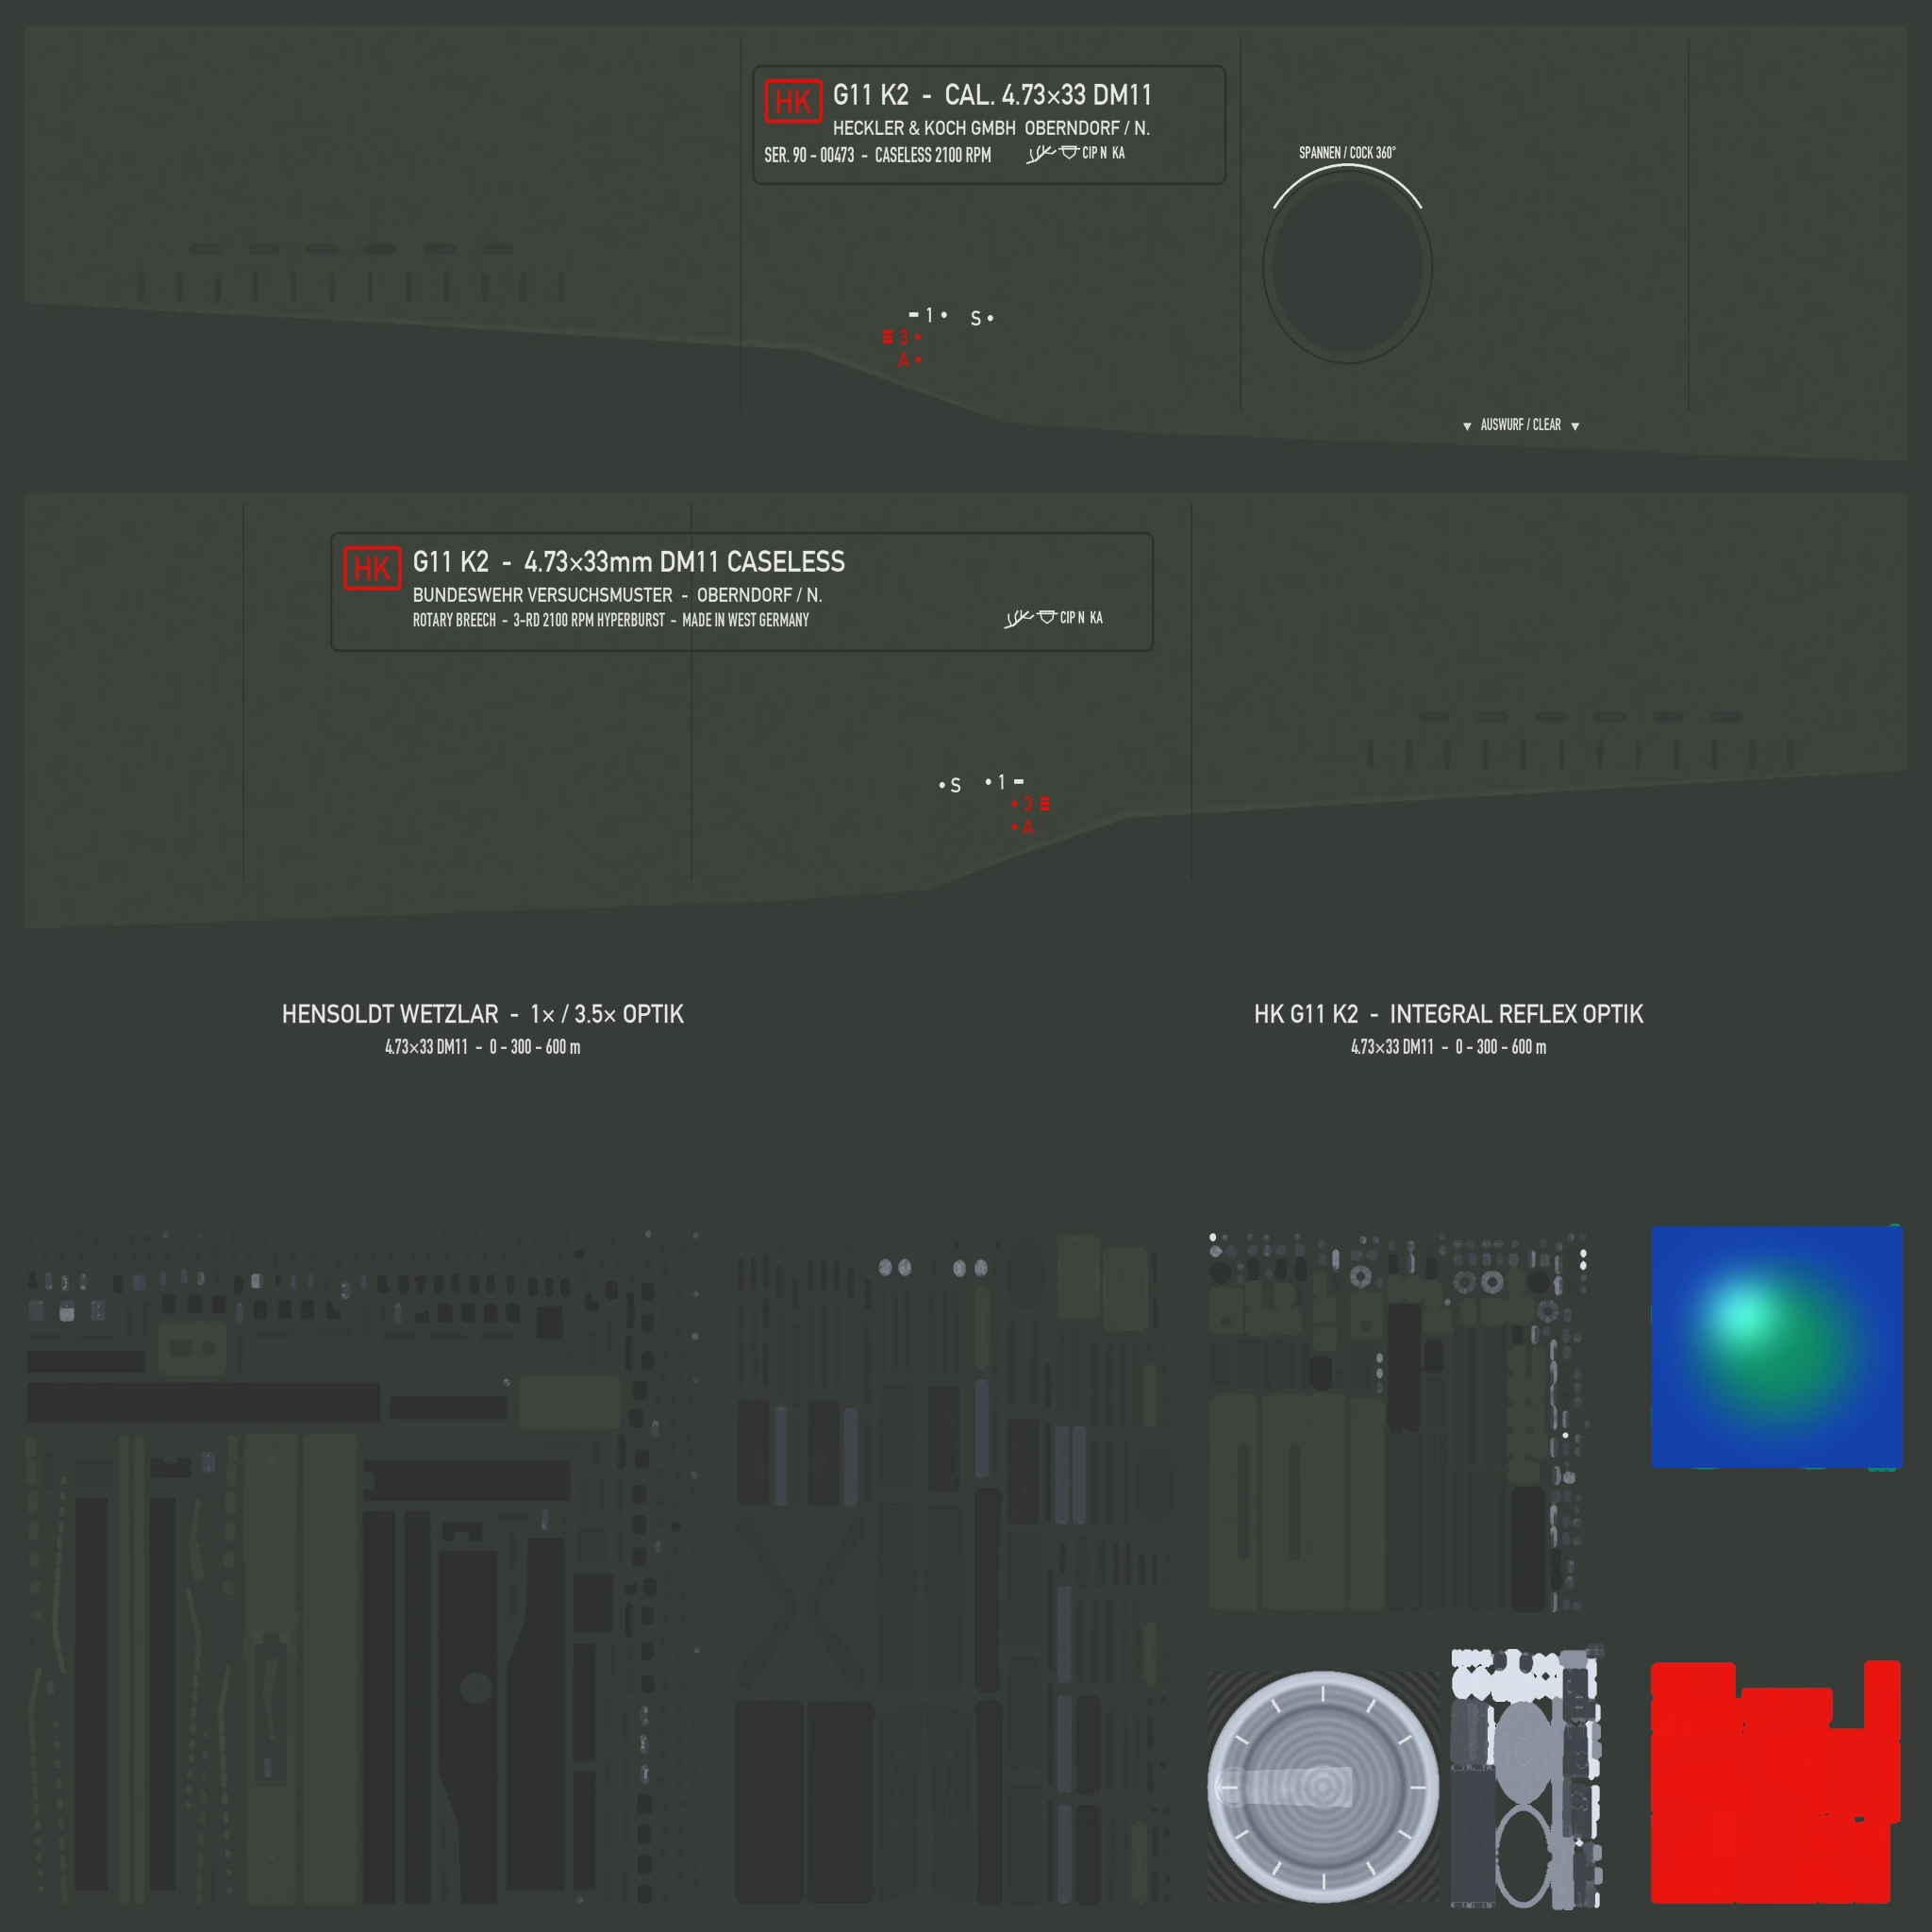 HK G11 K2 - CAL. 4.73×33 DM11
HECKLER & KOCH GMBH OBERNDORF / N.
SER. 90 - 00473 - CASELESS 2100 RPM CIP N KA
SPANNEN / COCK 360°
1 S
3
A
AUSWURF / CLEAR
HK G11 K2 - 4.73×33mm DM11 CASELESS
BUNDESWEHR VERSUCHSMUSTER - OBERNDORF / N.
ROTARY BREECH - 3-RD 2100 RPM HYPERBURST - MADE IN WEST GERMANY CIP N KA
S 1
3
A
HENSOLDT WETZLAR - 1× / 3.5× OPTIK
4.73×33 DM11 - 0 - 300 - 600 m
HK G11 K2 - INTEGRAL REFLEX OPTIK
4.73×33 DM11 - 0 - 300 - 600 m